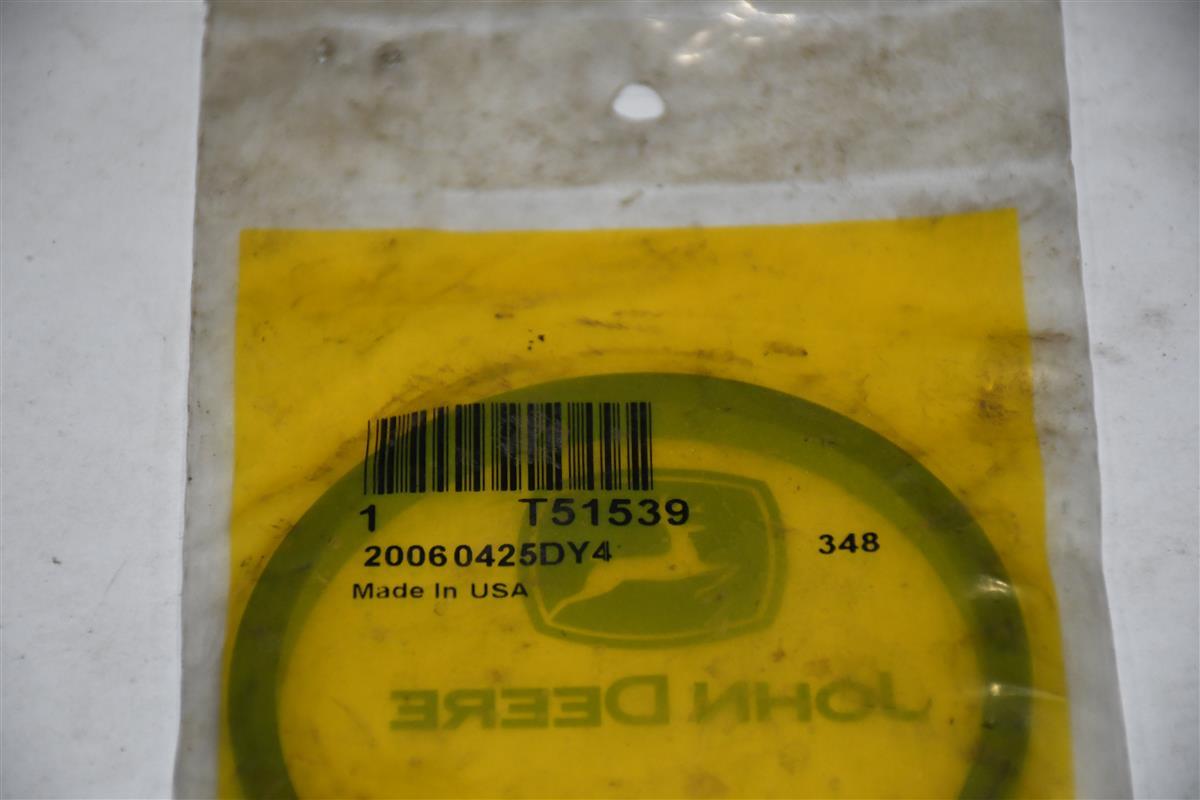 1 T51539
20060425DY4 348
Made In USA
JOHN DEERE